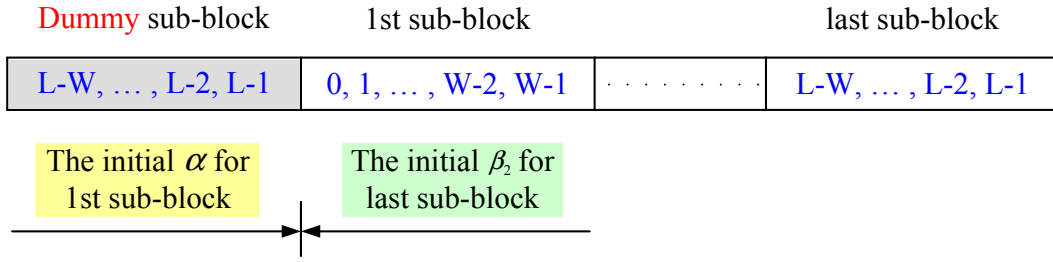 Dummy sub-block 1st sub-block last sub-block
L-W, … , L-2, L-1 0, 1, … , W-2, W-1 . . . . . . . . . L-W, … , L-2, L-1
The initial α for The initial β₂ for
1st sub-block last sub-block